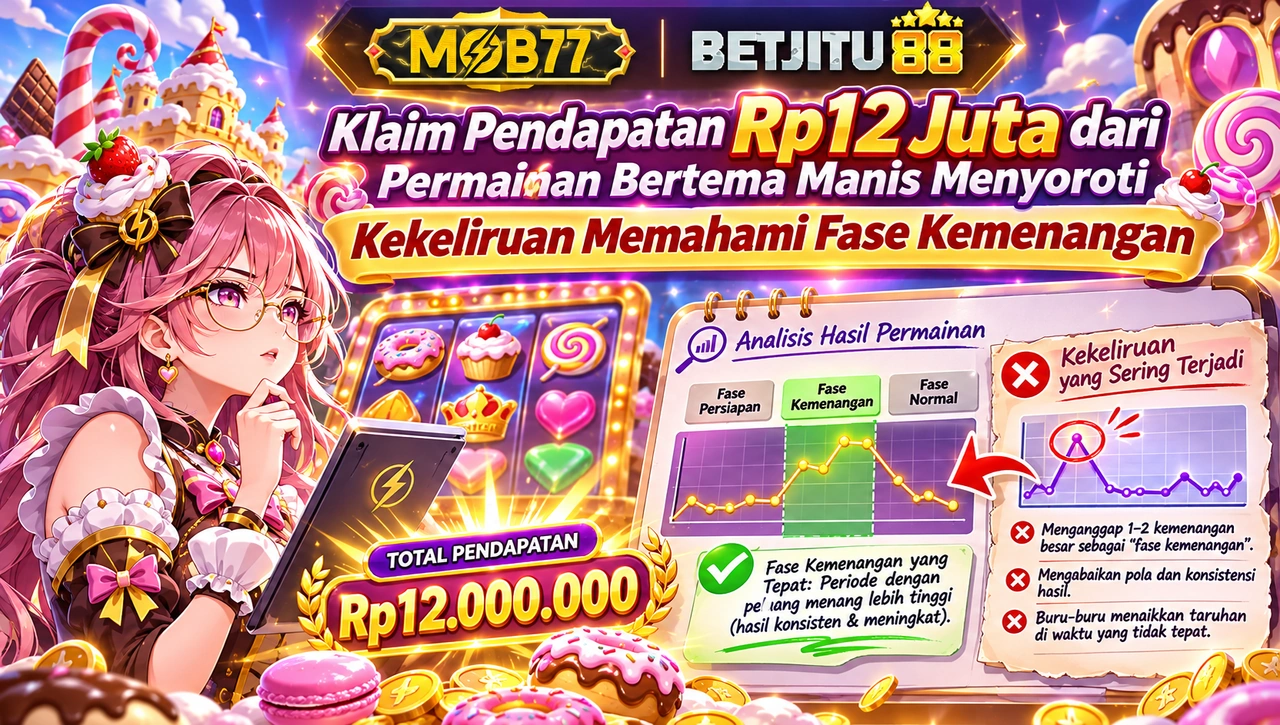 MOB77
BETJITU 88
Klaim Pendapatan Rp12 Juta dari
Permainan Bertema Manis Menyoroti
Kekeliruan Memahami Fase Kemenangan
Analisis Hasil Permainan
Fase
Persiapan
Fase
Kemenangan
Fase
Normal
Fase Kemenangan yang
Tepat: Periode dengan
peluang menang lebih tinggi
(hasil konsisten & meningkat).
Kekeliruan
yang Sering Terjadi
Menganggap 1-2 kemenangan
besar sebagai "fase kemenangan".
Mengabaikan pola dan konsistensi
hasil.
Buru-buru menaikkan taruhan
di waktu yang tidak tepat.
TOTAL PENDAPATAN
Rp12.000.000